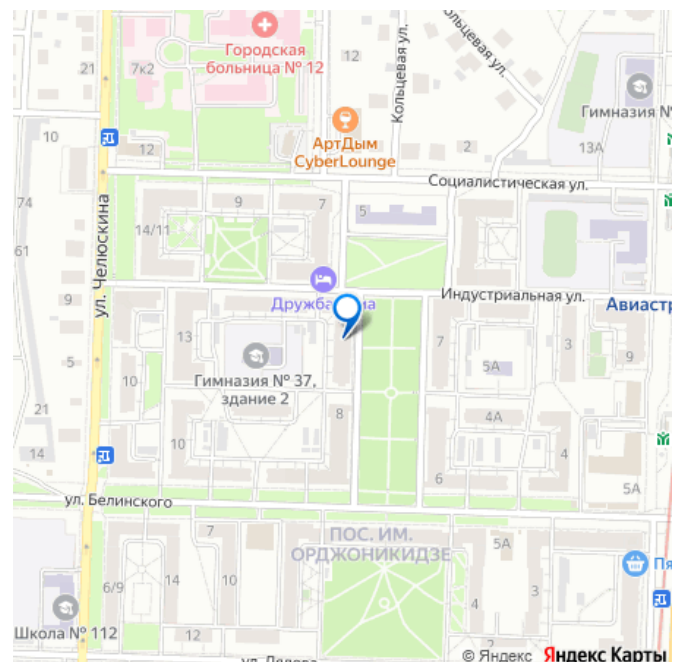 Городская
больница № 12
21
7к2
12
Кольцевая ул.
Кольцевая ул.
Гимназия №
10
12
АртДым
CyberLounge
2
13А
Социалистическая ул.
74
14/11
9
7
5
61
ул. Челюскина
9
Индустриальная ул.
Авиастр
13
7
3
9
5
5А
Гимназия № 37,
здание 2
10
21
8
4А
10
4
14
6
5А
ул. Белинского
ПОС. ИМ.
ОРДЖОНИКИДЗЕ
7
5А
Пя
6/9
14
10
3
4
Школа № 112
12
© Яндекс Яндекс Карты